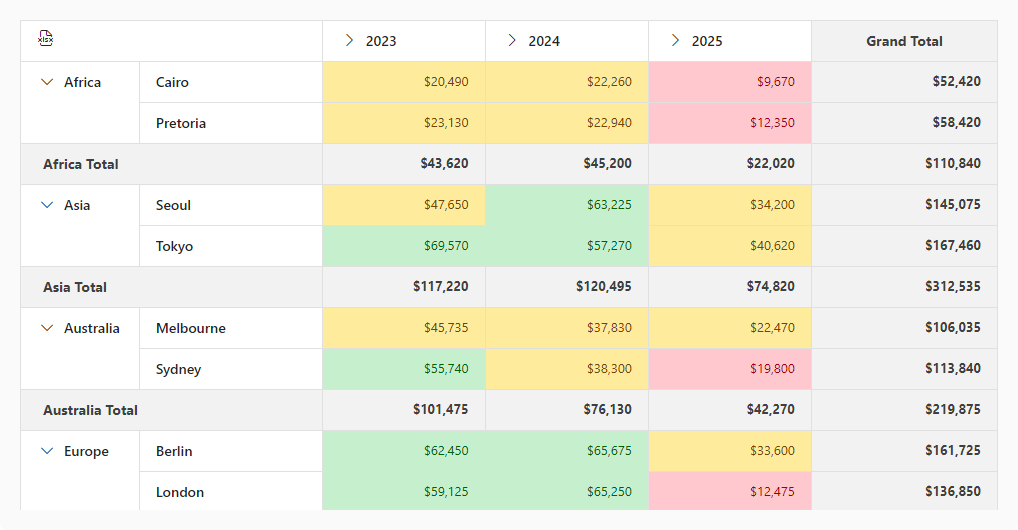 xlsx 2023 2024 2025 Grand Total
Africa Cairo $20,490 $22,260 $9,670 $52,420
Pretoria $23,130 $22,940 $12,350 $58,420
Africa Total $43,620 $45,200 $22,020 $110,840
Asia Seoul $47,650 $63,225 $34,200 $145,075
Tokyo $69,570 $57,270 $40,620 $167,460
Asia Total $117,220 $120,495 $74,820 $312,535
Australia Melbourne $45,735 $37,830 $22,470 $106,035
Sydney $55,740 $38,300 $19,800 $113,840
Australia Total $101,475 $76,130 $42,270 $219,875
Europe Berlin $62,450 $65,675 $33,600 $161,725
London $59,125 $65,250 $12,475 $136,850